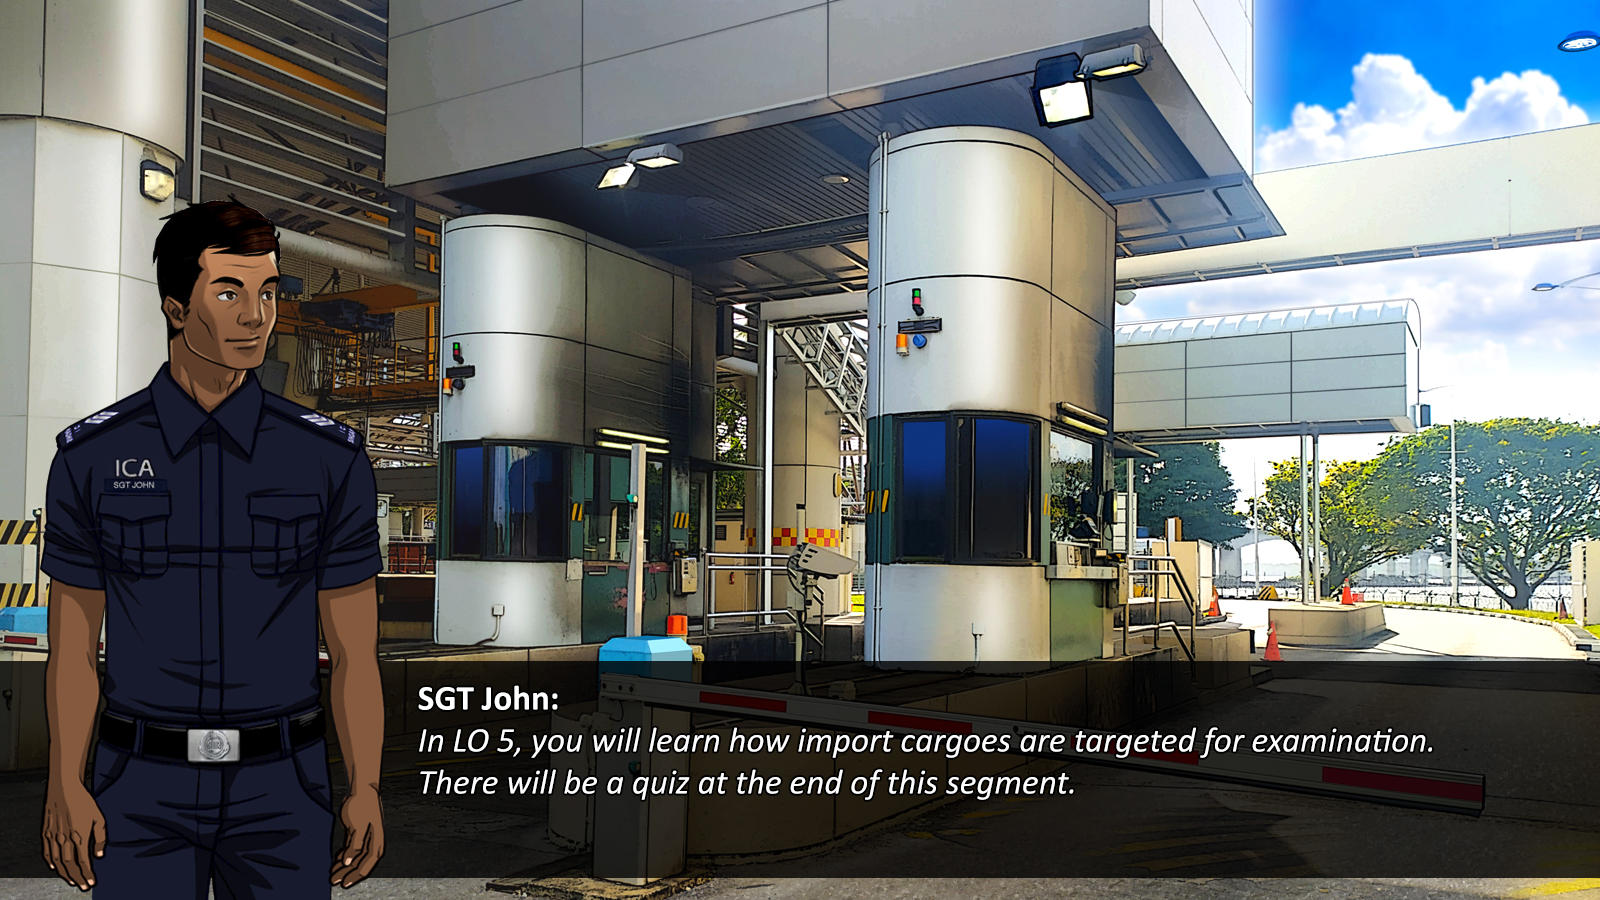 ICA
SGT JOHN
SGT John:
In LO 5, you will learn how import cargoes are targeted for examination.
There will be a quiz at the end of this segment.